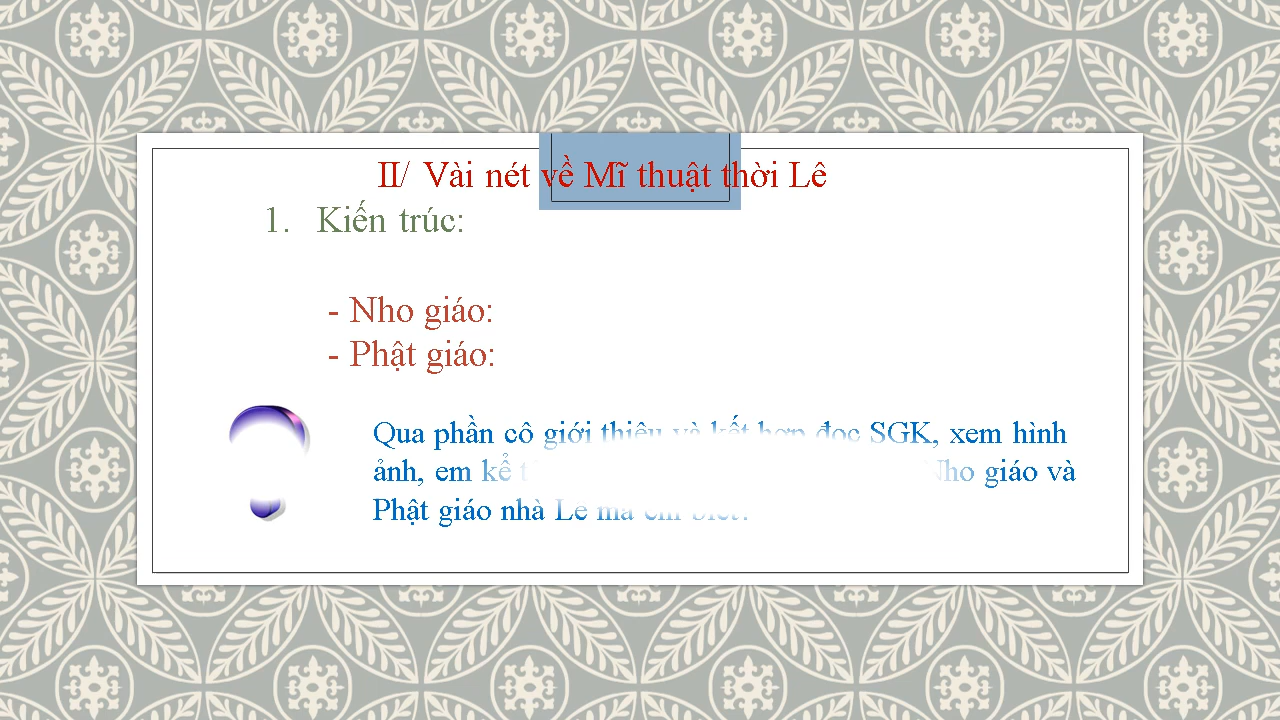 II/ Vài nét về Mĩ thuật thời Lê
1. Kiến trúc:
- Nho giáo:
- Phật giáo:
Qua phần cô giới thiệu và kết hợp đọc SGK, xem hình
ảnh, em kể Nho giáo và
Phật giáo nhà Lê mà em biết?